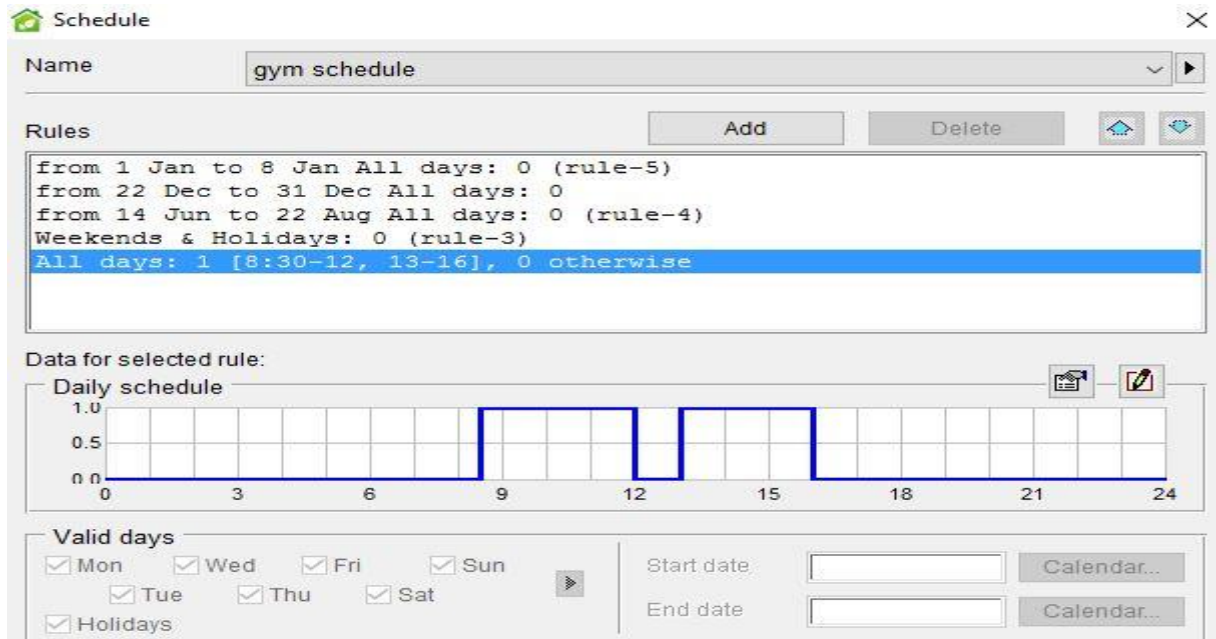 Schedule
Name
gym schedule
Rules
Add
Delete
from 1 Jan to 8 Jan All days: 0 (rule-5)
from 22 Dec to 31 Dec All days: 0
from 14 Jun to 22 Aug All days: 0 (rule-4)
Weekends & Holidays: 0 (rule-3)
All days: 1 [8:30-12, 13-16], 0 otherwise
Data for selected rule:
Daily schedule
1.0
0.5
0.0
0 3 6 9 12 15 18 21 24
Valid days
Mon Wed Fri Sun
Tue Thu Sat
Holidays
Start date Calendar...
End date Calendar...